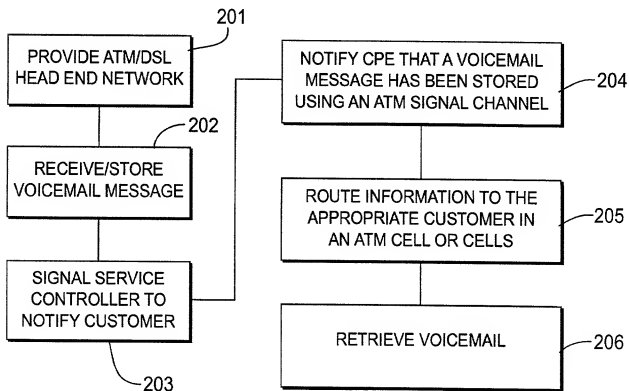 201
PROVIDE ATM/DSL
HEAD END NETWORK
202
RECEIVE/STORE
VOICEMAIL MESSAGE
SIGNAL SERVICE
CONTROLLER TO
NOTIFY CUSTOMER
203
NOTIFY CPE THAT A VOICEMAIL
MESSAGE HAS BEEN STORED
USING AN ATM SIGNAL CHANNEL
204
ROUTE INFORMATION TO THE
APPROPRIATE CUSTOMER IN
AN ATM CELL OR CELLS
205
RETRIEVE VOICEMAIL
206